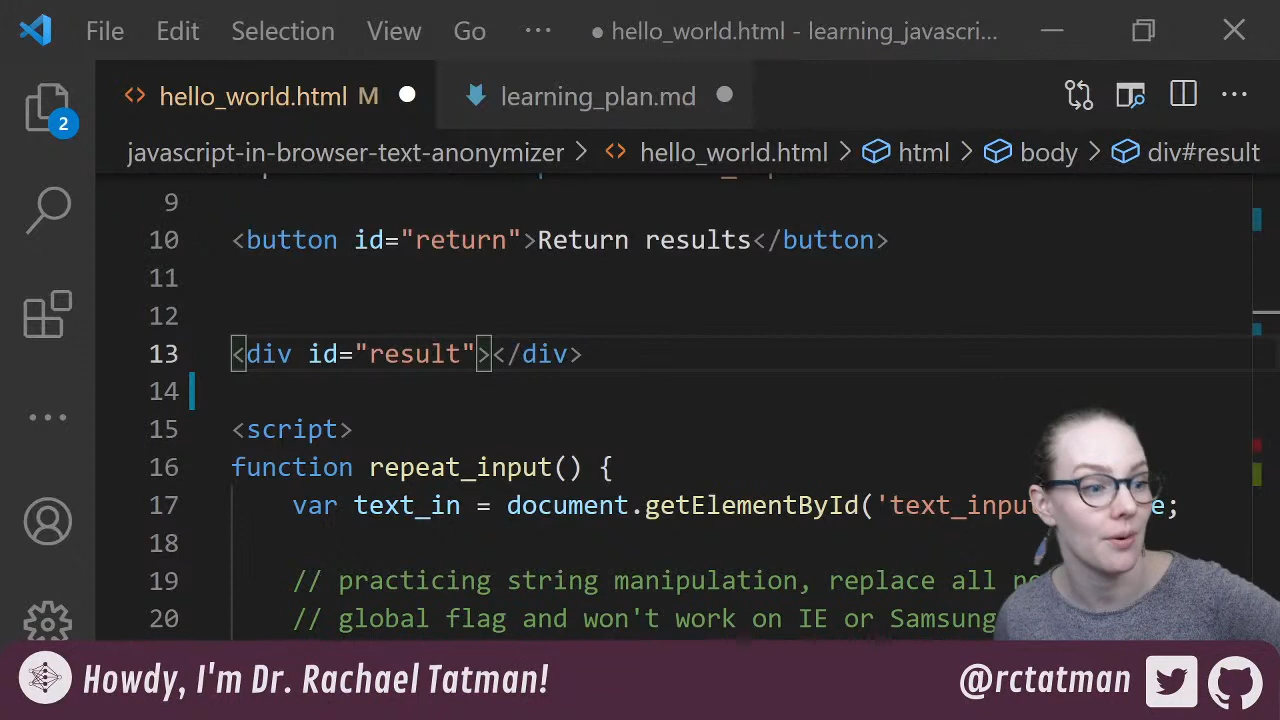 File Edit Selection View Go ··· ● hello_world.html - learning_javascri...
hello_world.html M learning_plan.md
2
javascript-in-browser-text-anonymizer > hello_world.html > html > body > div#result
9
10 <button id="return">Return results</button>
11
12
13 <div id="result"></div>
14
15 <script>
16 function repeat_input() {
17 var text_in = document.getElementById('text_input e;
18
19 // practicing string manipulation, replace all
20 // global flag and won't work on IE or Samsung
Howdy, I'm Dr. Rachael Tatman! @rctatman